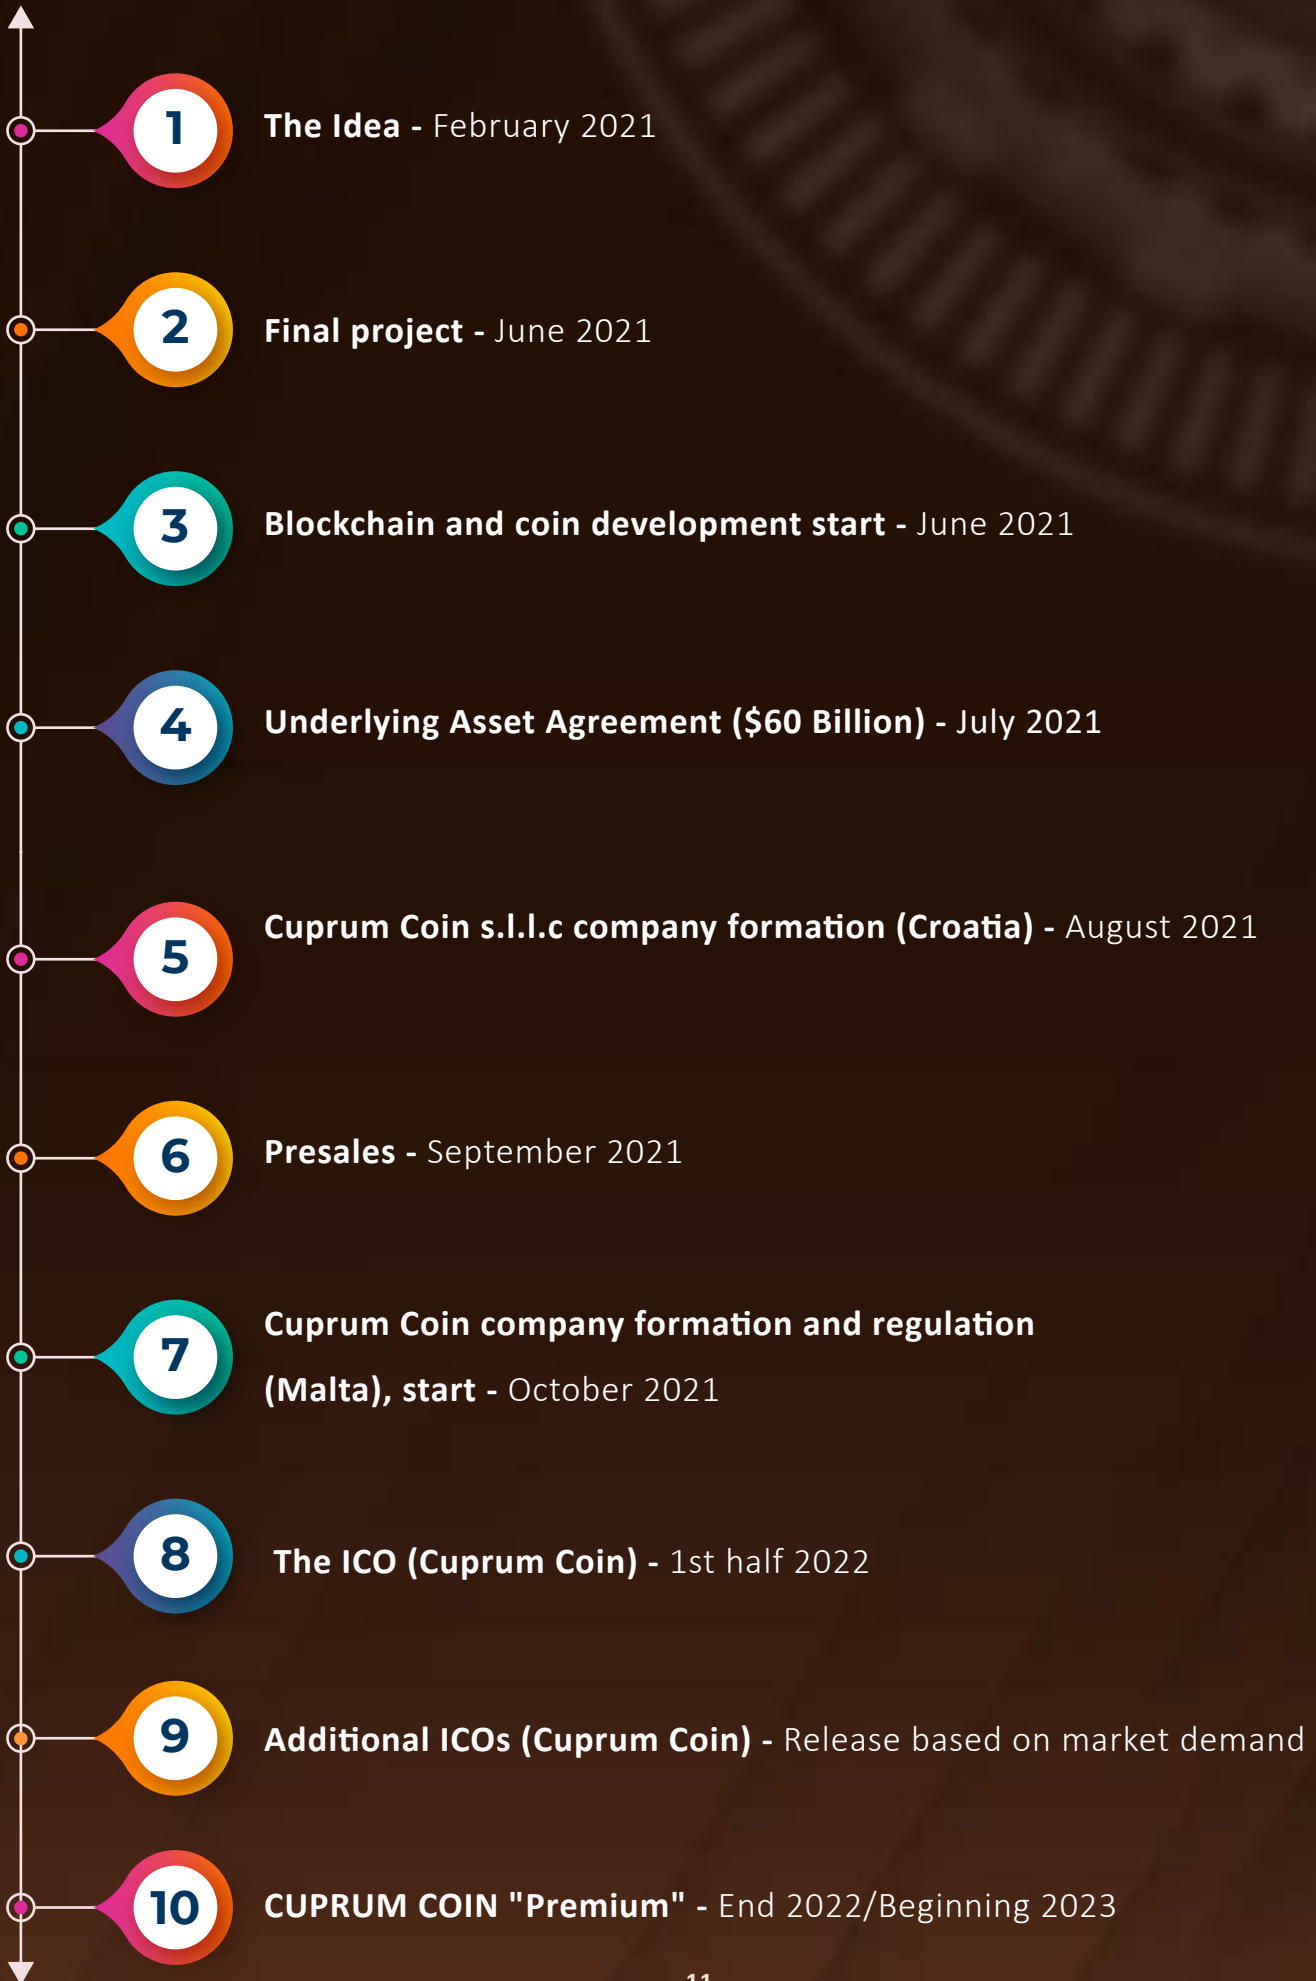 1
The Idea - February 2021
2
Final project - June 2021
3
Blockchain and coin development start - June 2021
4
Underlying Asset Agreement ($60 Billion) - July 2021
5
Cuprum Coin s.l.l.c company formation (Croatia) - August 2021
6
Presales - September 2021
7
Cuprum Coin company formation and regulation
(Malta), start - October 2021
8
The ICO (Cuprum Coin) - 1st half 2022
9
Additional ICOs (Cuprum Coin) - Release based on market demand
10
CUPRUM COIN "Premium" - End 2022/Beginning 2023
11